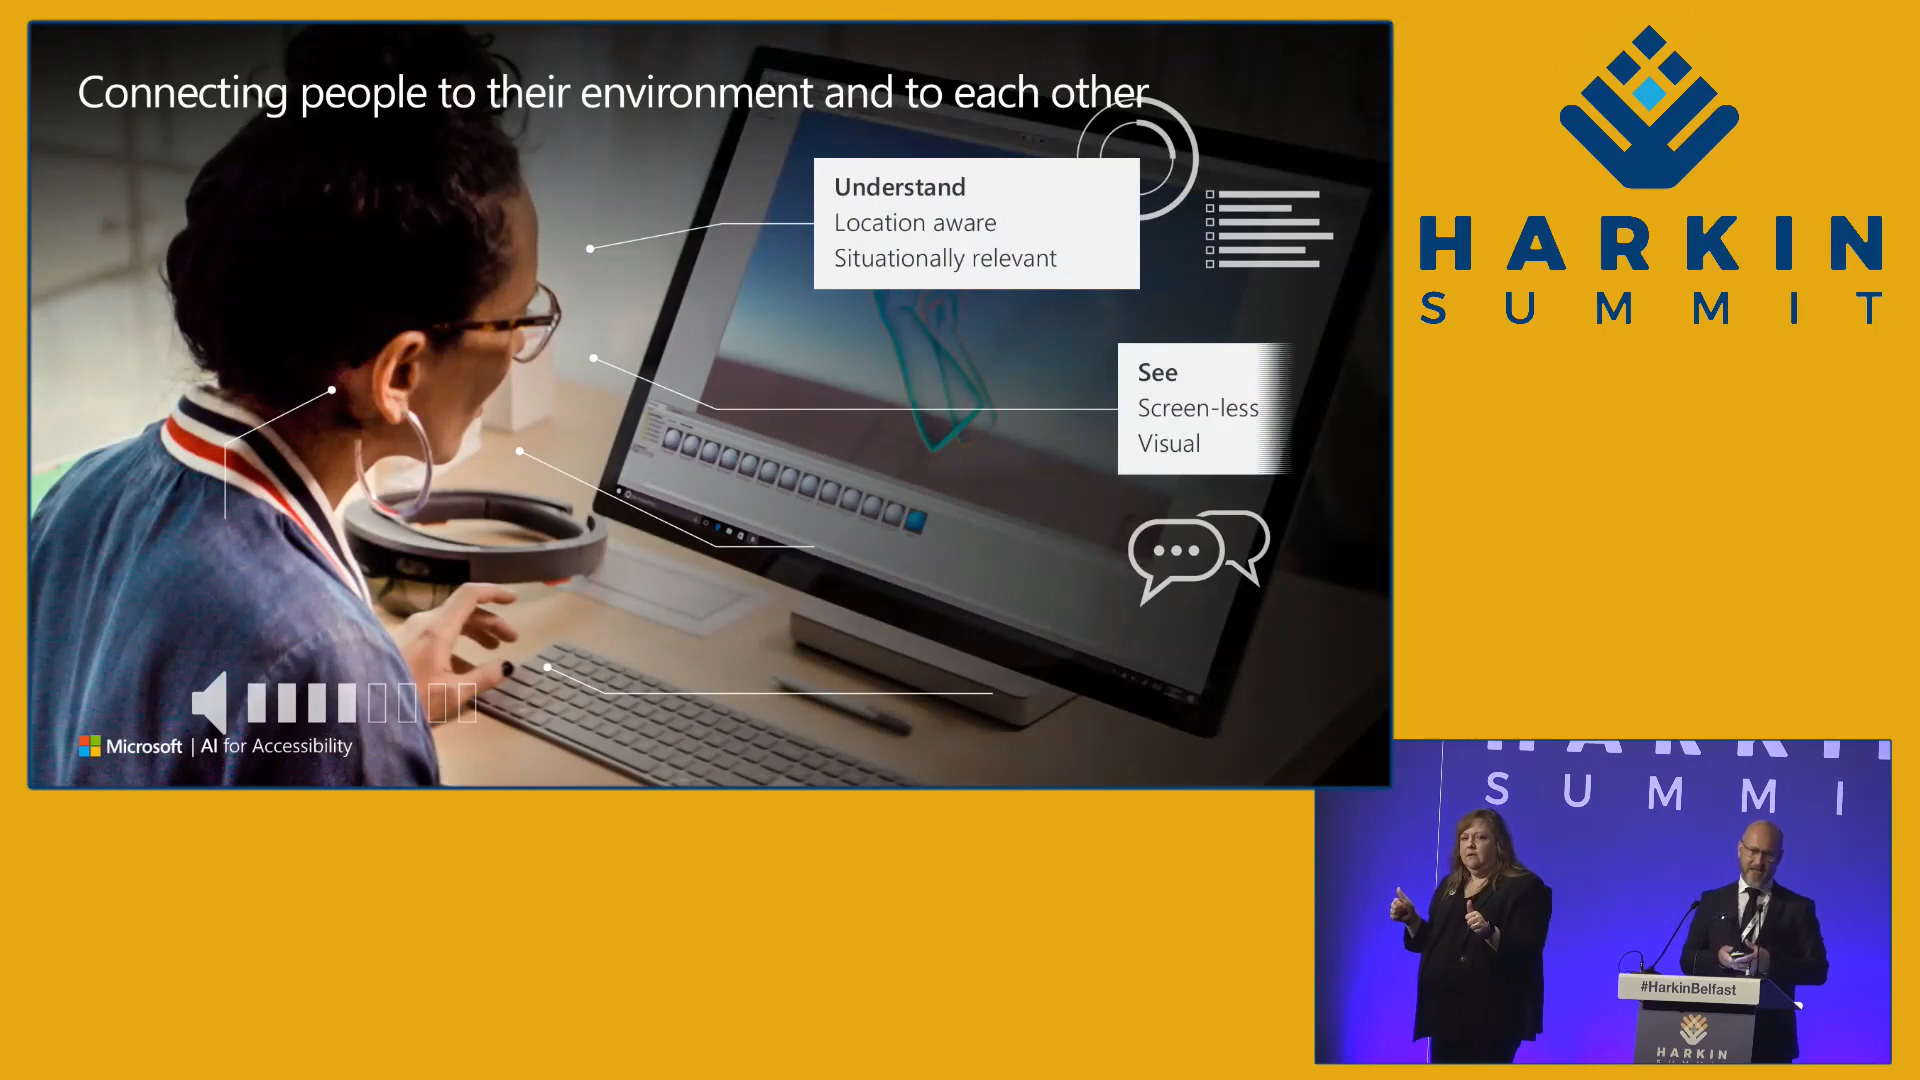 Connecting people to their environment and to each other
Understand
Location aware
Situationally relevant
See
Screen-less
Visual
Microsoft | AI for Accessibility
HARKIN
SUMMIT
SUMMI
#HarkinBelfast
HARKIN